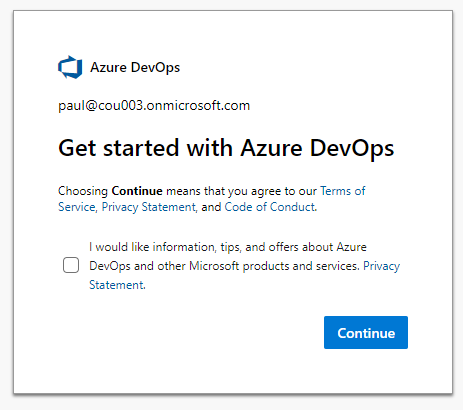 Azure DevOps
paul@cou003.onmicrosoft.com
Get started with Azure DevOps
Choosing Continue means that you agree to our Terms of
Service, Privacy Statement, and Code of Conduct.
I would like information, tips, and offers about Azure
DevOps and other Microsoft products and services. Privacy
Statement.
Continue